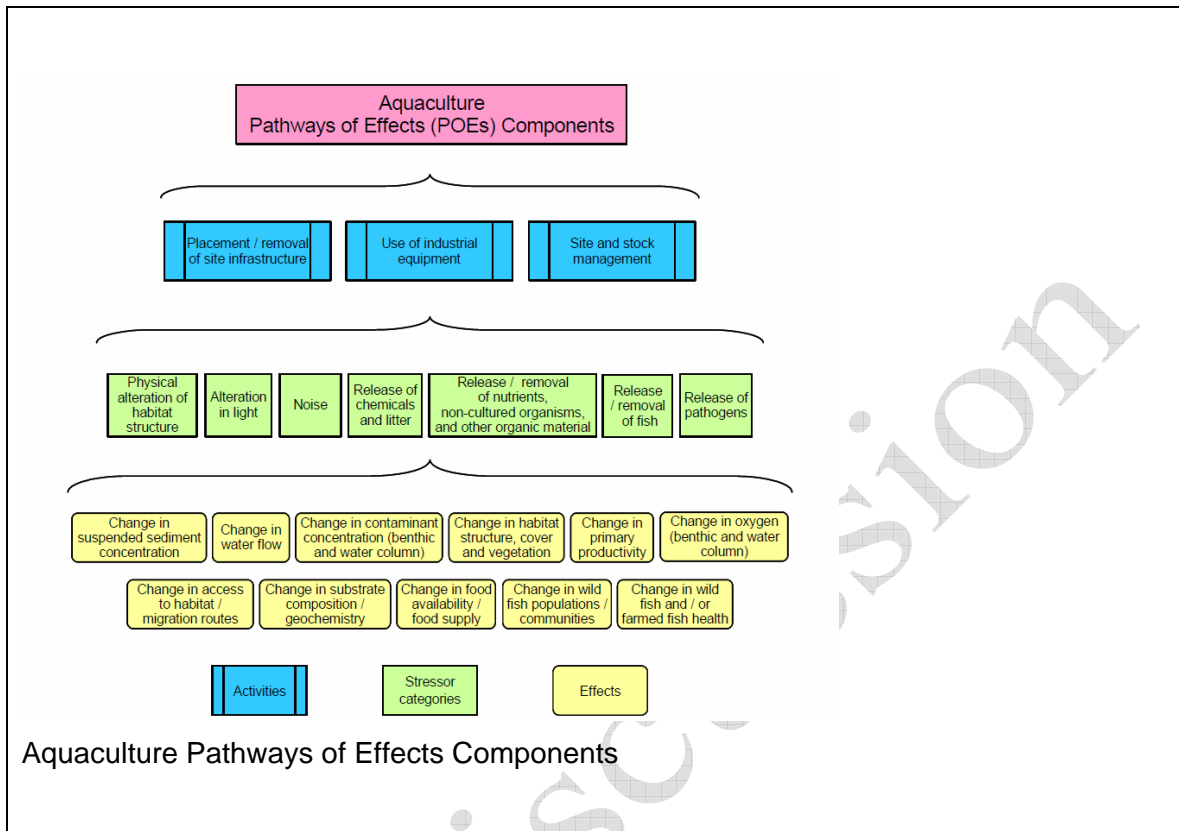 Aquaculture
Pathways of Effects (POEs) Components
Placement / removal
of site infrastructure
Use of industrial
equipment
Site and stock
management
Physical
alteration of
habitat
structure
Alteration
in light
Noise
Release of
chemicals
and litter
Release / removal
of nutrients,
non-cultured organisms,
and other organic material
Release
/ removal
of fish
Release of
pathogens
Change in
suspended sediment
concentration
Change in
water flow
Change in contaminant
concentration (benthic
and water column)
Change in habitat
structure, cover
and vegetation
Change in
primary
productivity
Change in oxygen
(benthic and water
column)
Change in access
to habitat /
migration routes
Change in substrate
composition /
geochemistry
Change in food
availability /
food supply
Change in wild
fish populations /
communities
Change in wild
fish and / or
farmed fish health
Activities
Stressor
categories
Effects
Aquaculture Pathways of Effects Components